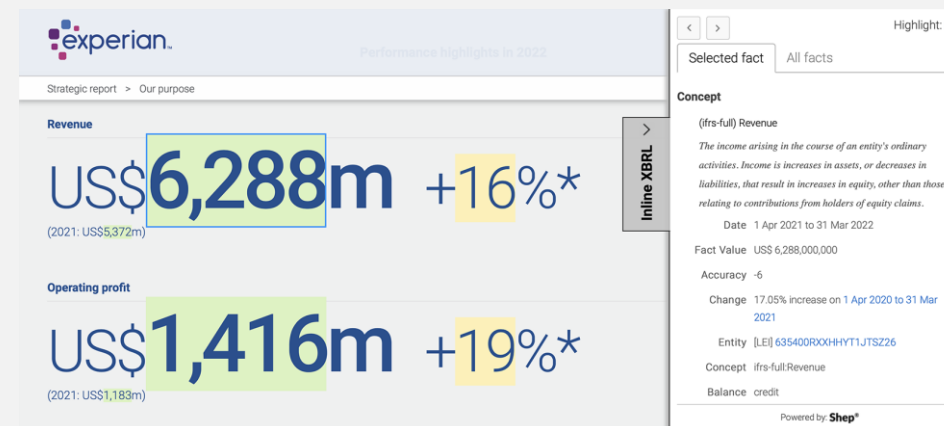 experian™
Performance highlights in 2022
Strategic report > Our purpose
Revenue
US$6,288m +16%*
(2021: US$5,372m)
Operating profit
US$1,416m +19%*
(2021: US$1,183m)
Inline XBRL
Highlight:
Selected fact All facts
Concept
(ifrs-full) Revenue
The income arising in the course of an entity's ordinary
activities. Income is increases in assets, or decreases in
liabilities, that result in increases in equity, other than those
relating to contributions from holders of equity claims.
Date 1 Apr 2021 to 31 Mar 2022
Fact Value US$ 6,288,000,000
Accuracy -6
Change 17.05% increase on 1 Apr 2020 to 31 Mar
2021
Entity [LEI] 635400RXXHHYT1JTSZ26
Concept ifrs-full:Revenue
Balance credit
Powered by: Shep®